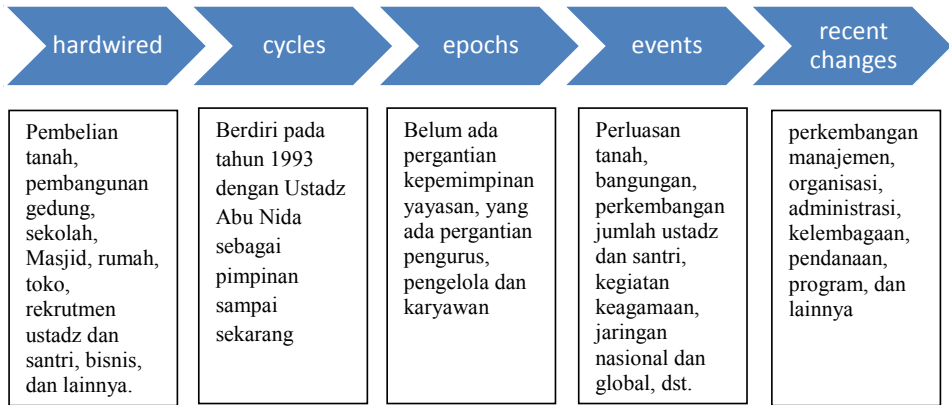 hardwired
cycles
epochs
events
recent
changes
Pembelian
tanah,
pembangunan
gedung,
sekolah,
Masjid, rumah,
toko,
rekrutmen
ustadz dan
santri, bisnis,
dan lainnya.
Berdiri pada
tahun 1993
dengan Ustadz
Abu Nida
sebagai
pimpinan
sampai
sekarang
Belum ada
pergantian
kepemimpinan
yayasan, yang
ada pergantian
pengurus,
pengelola dan
karyawan
Perluasan
tanah,
bangungan,
perkembangan
jumlah ustadz
dan santri,
kegiatan
keagamaan,
jaringan
nasional dan
global, dst.
perkembangan
manajemen,
organisasi,
administrasi,
kelembagaan,
pendanaan,
program, dan
lainnya